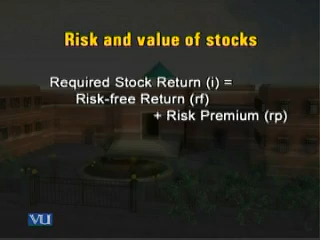 Risk and value of stocks
Required Stock Return (i) =
Risk-free Return (rf)
+ Risk Premium (rp)
VU